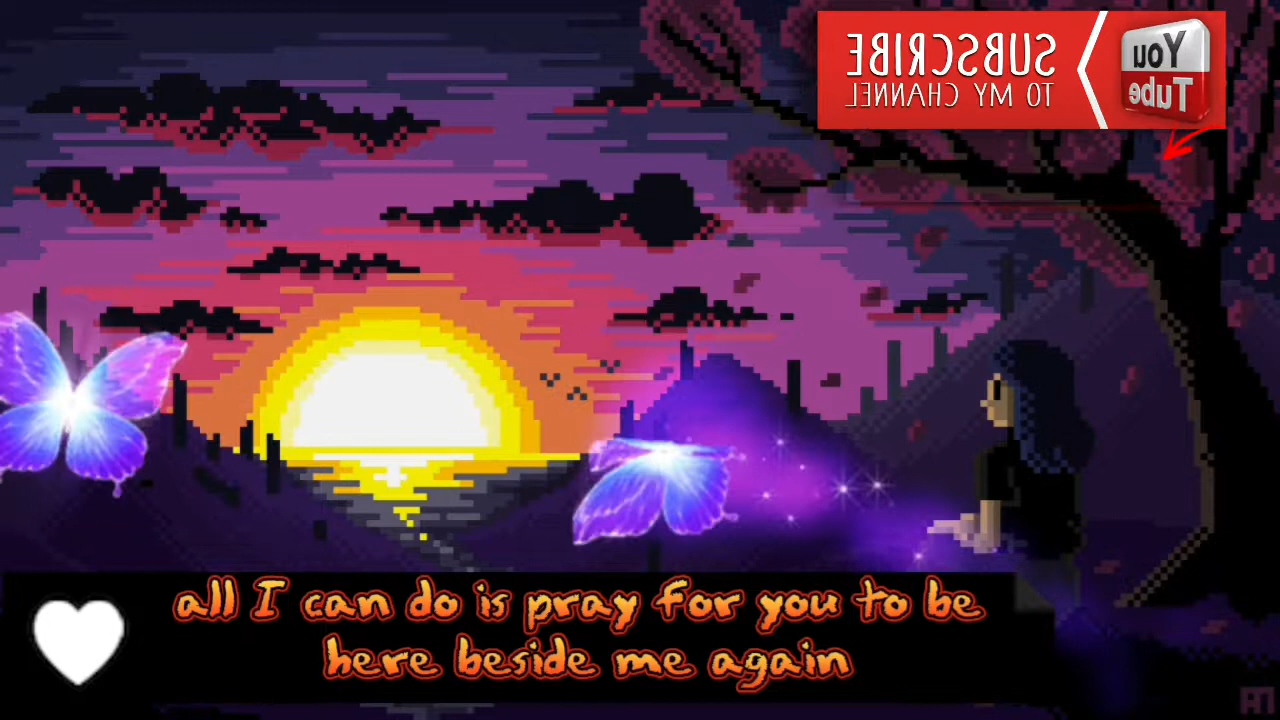 SUBSCRIBE
TO MY CHANNEL
You
Tube
all I can do is pray for you to be
here beside me again